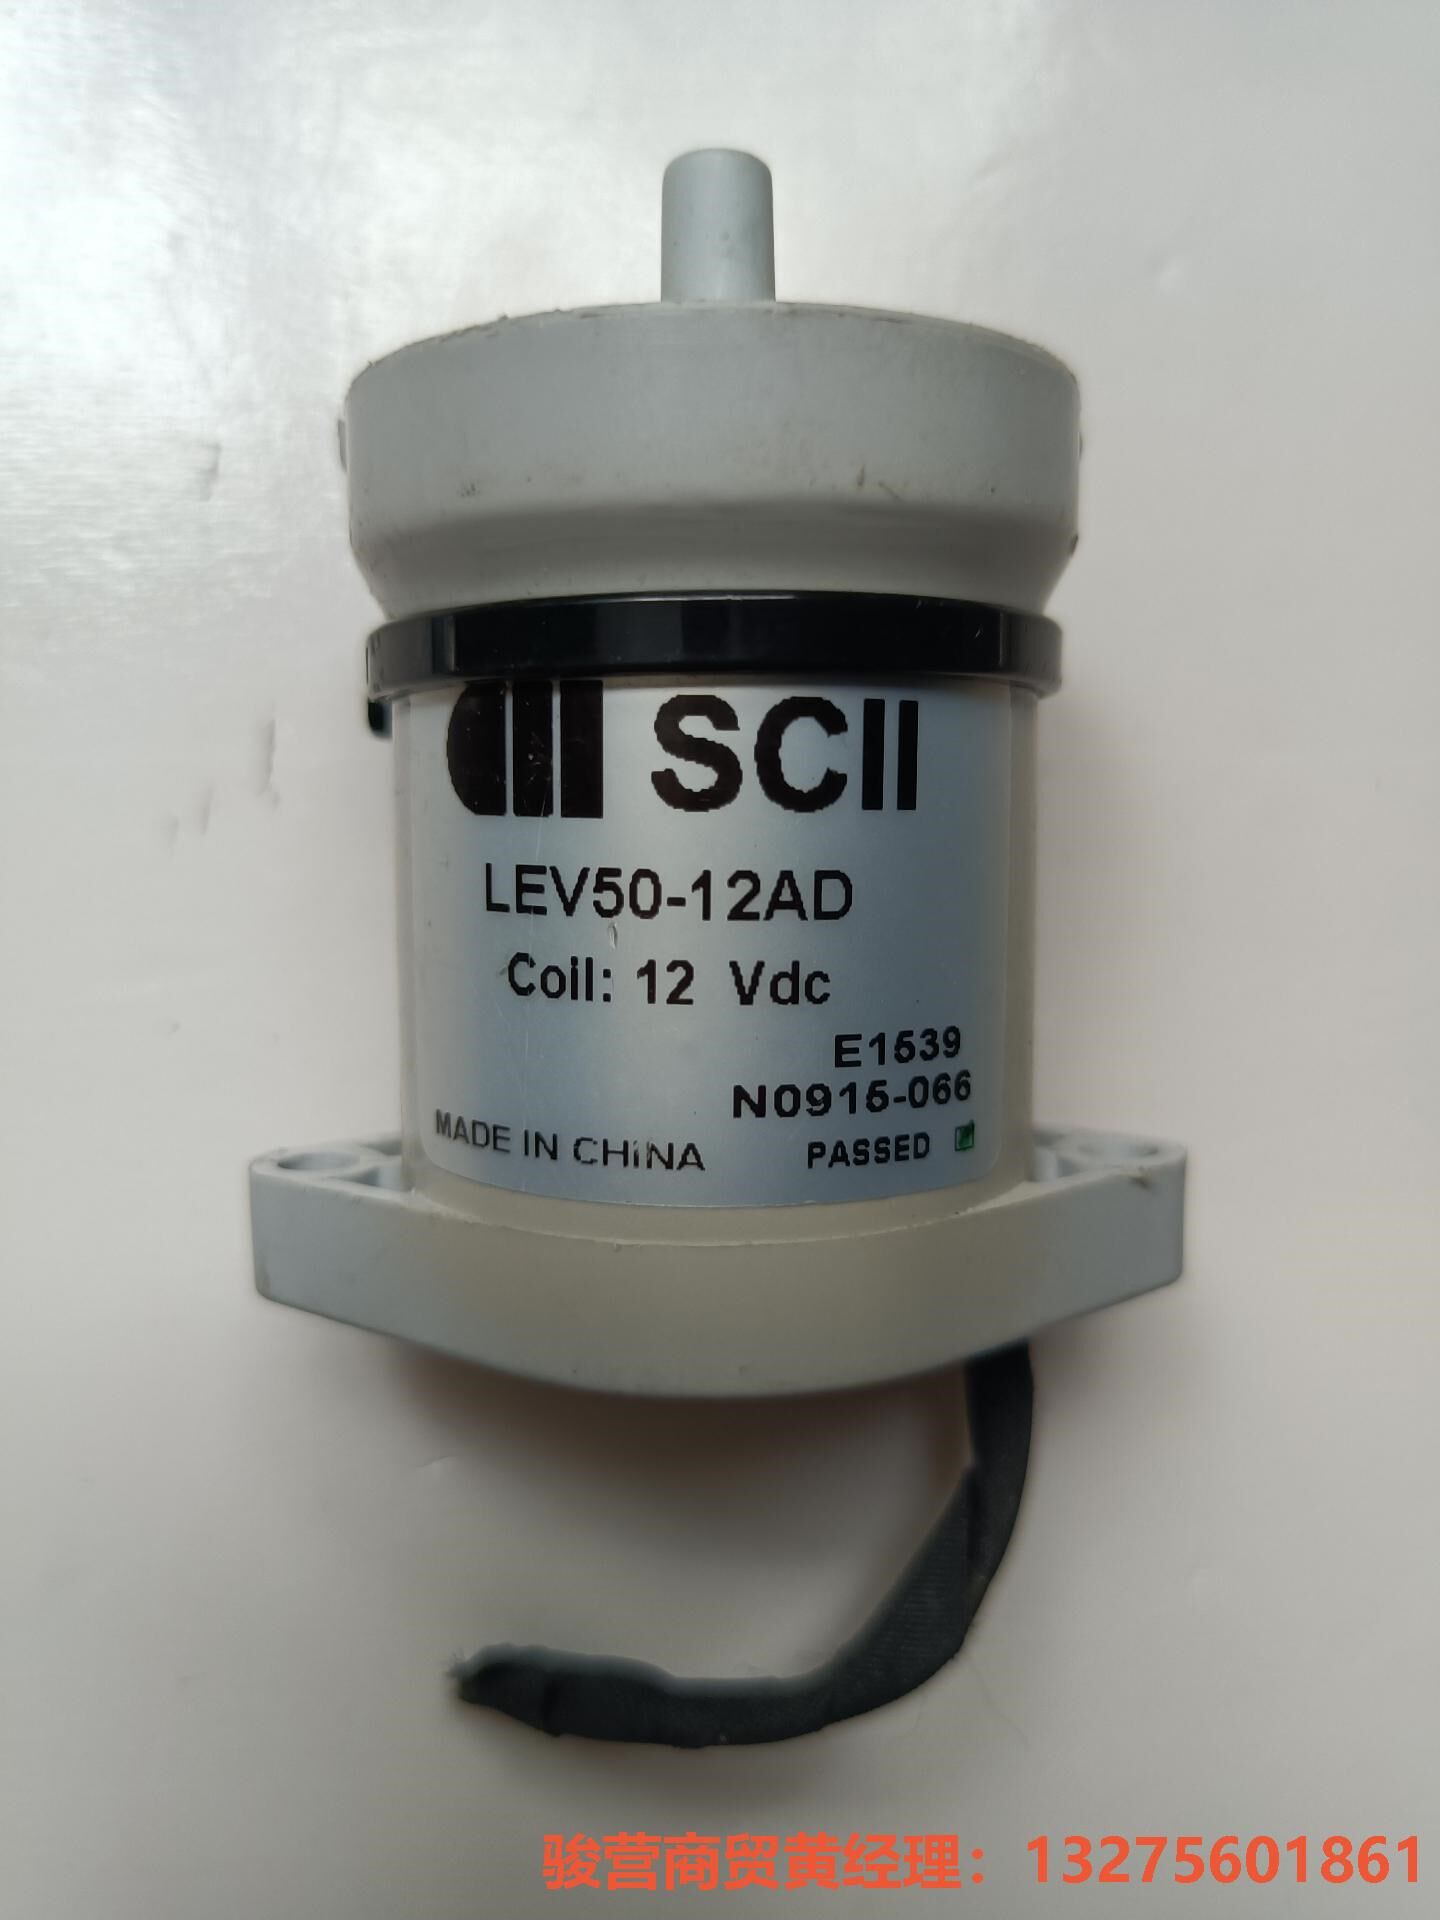 SCII
LEV50-12AD
Coil: 12 Vdc
E1539
N0915-066
MADE IN CHINA
PASSED
骏营商贸黄经理：13275601861